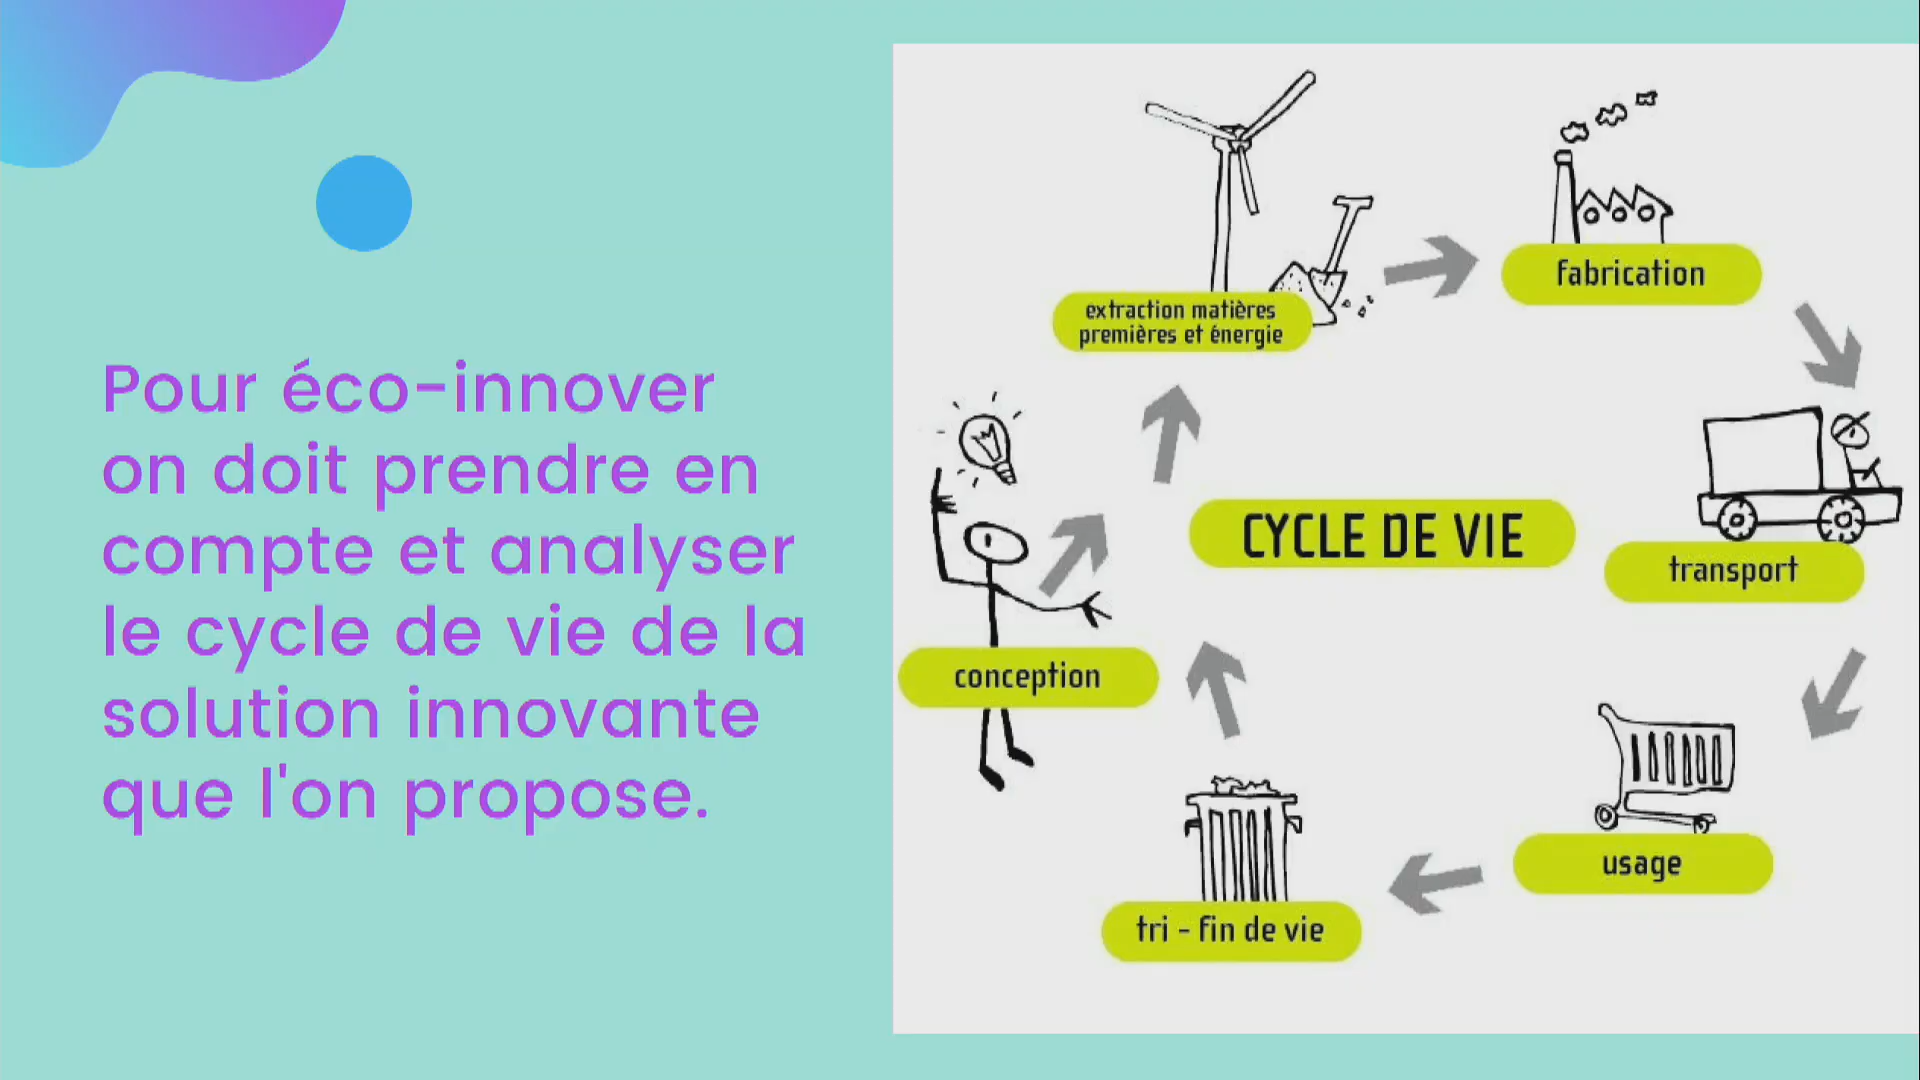 Pour éco-innover
on doit prendre en
compte et analyser
le cycle de vie de la
solution innovante
que l'on propose.
extraction matières
premières et énergie
fabrication
CYCLE DE VIE
transport
conception
usage
tri - fin de vie